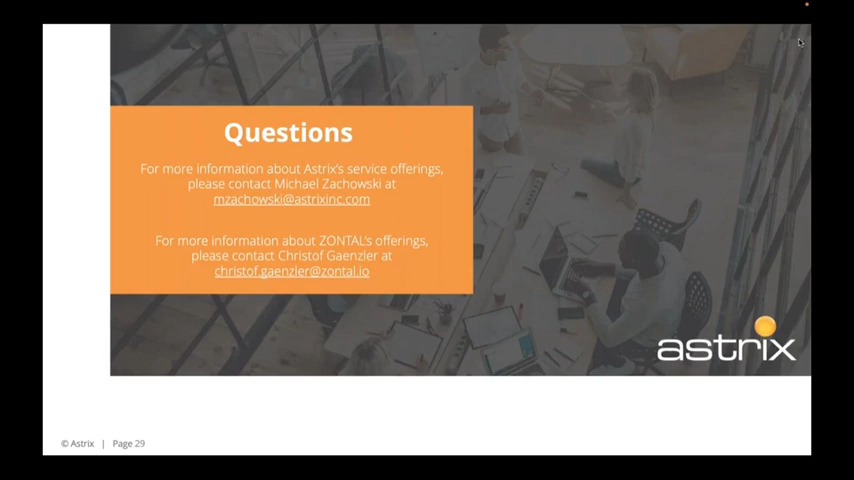 Questions
For more information about Astrix's service offerings,
please contact Michael Zachowski at
mzachowski@astrixinc.com
For more information about ZONTAL's offerings,
please contact Christof Gaenzler at
christof.gaenzler@zontal.io
astrix
© Astrix | Page 29